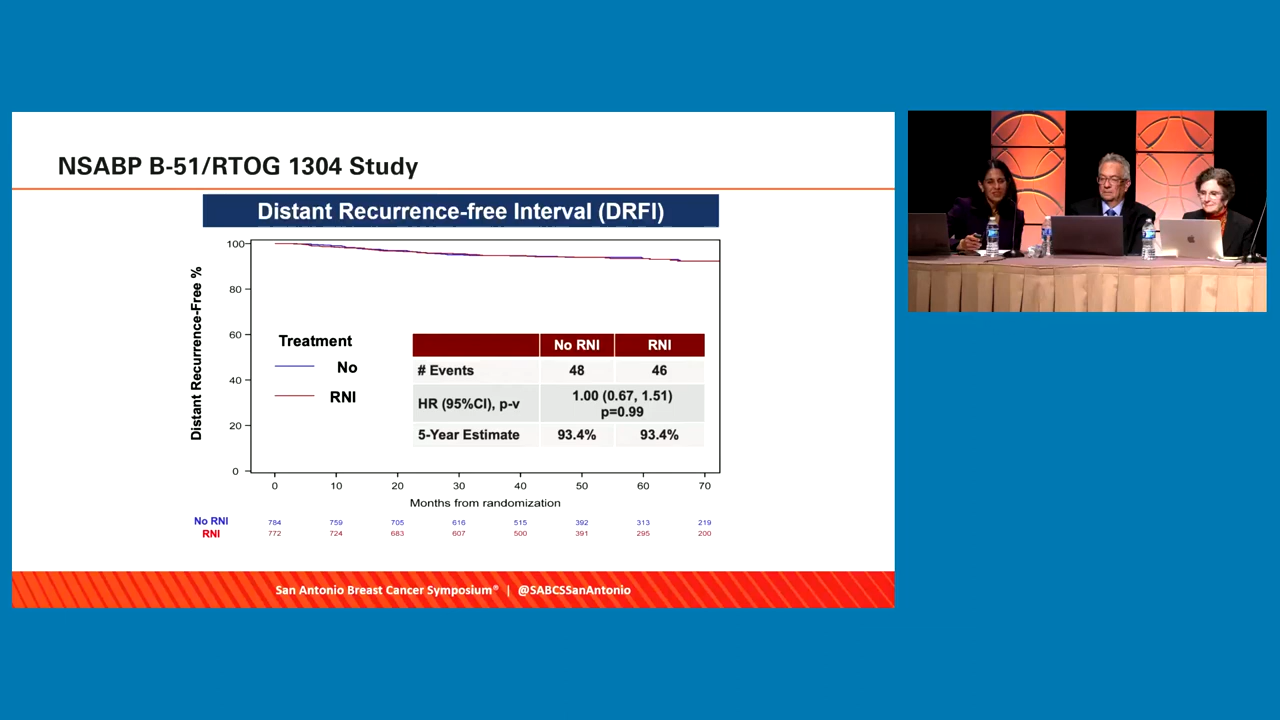 NSABP B-51/RTOG 1304 Study
Distant Recurrence-free Interval (DRFI)
Distant Recurrence-Free %
100
80
60
40
20
0
Treatment
No
RNI
No RNI RNI
# Events 48 46
HR (95%CI), p-v 1.00 (0.67, 1.51)
p=0.99
5-Year Estimate 93.4% 93.4%
0 10 20 30 40 50 60 70
Months from randomization
No RNI 784 759 705 616 515 392 313 219
RNI 772 724 683 607 500 391 295 200
San Antonio Breast Cancer Symposium® | @SABCSSanAntonio